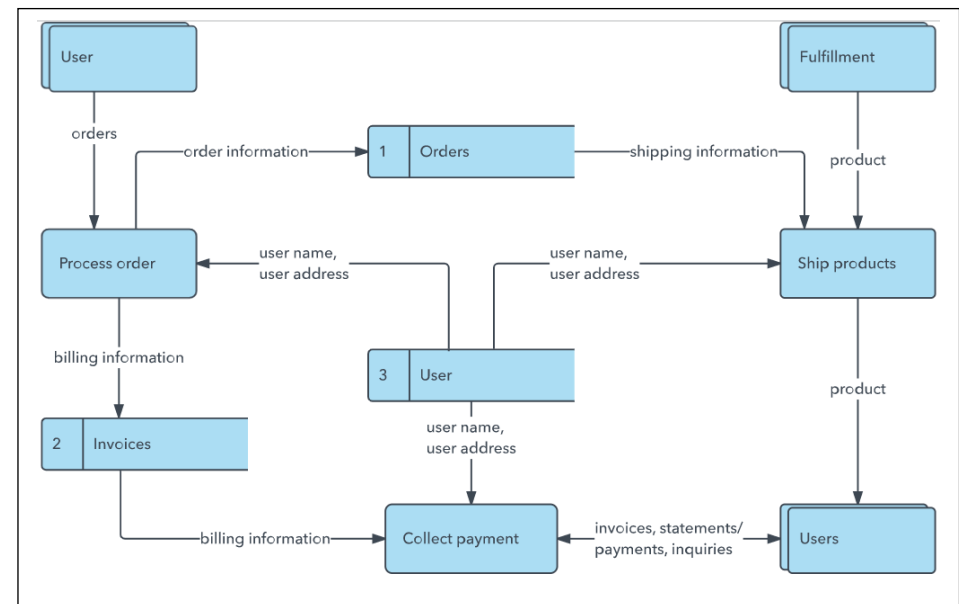 User
Fulfillment
orders
order information
1 Orders
shipping information
product
Process order
user name,
user address
user name,
user address
Ship products
billing information
3 User
product
2 Invoices
user name,
user address
billing information
Collect payment
invoices, statements/
payments, inquiries
Users